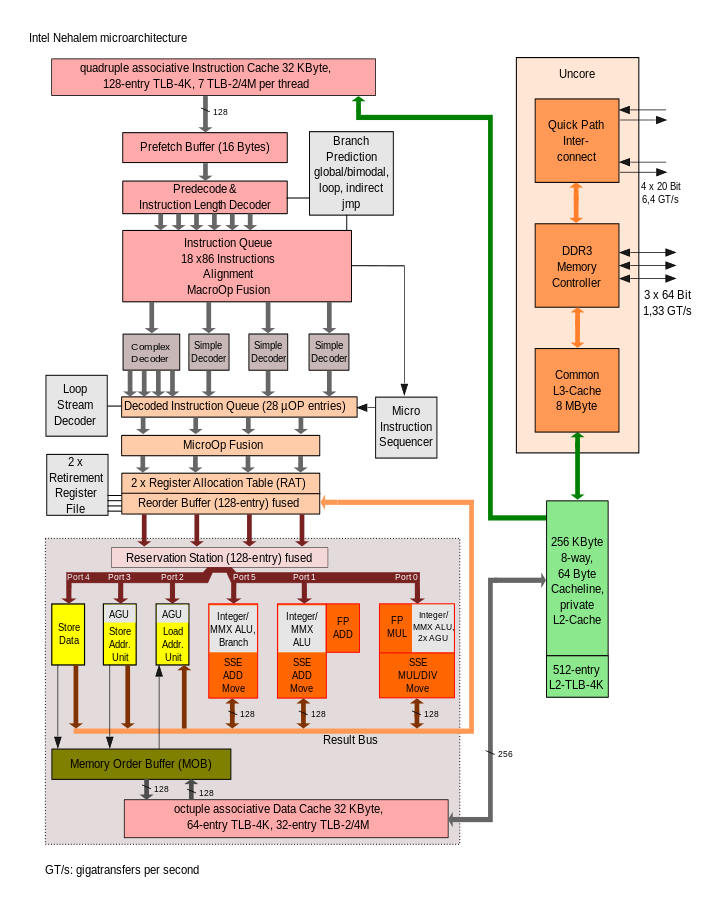 Intel Nehalem microarchitecture
quadruple associative Instruction Cache 32 KByte,
128-entry TLB-4K, 7 TLB-2/4M per thread
128
Prefetch Buffer (16 Bytes)
Predecode &
Instruction Length Decoder
Branch
Prediction
global/bimodal,
loop, indirect
jmp
Instruction Queue
18 x86 Instructions
Alignment
MacroOp Fusion
Complex
Decoder
Simple
Decoder
Simple
Decoder
Simple
Decoder
Loop
Stream
Decoder
Decoded Instruction Queue (28 µOP entries)
Micro
Instruction
Sequencer
MicroOp Fusion
2 x
Retirement
Register
File
2 x Register Allocation Table (RAT)
Reorder Buffer (128-entry) fused
Reservation Station (128-entry) fused
Port 4
Port 3
Port 2
Port 5
Port 1
Port 0
Store
Data
AGU
Store
Addr.
Unit
AGU
Load
Addr.
Unit
Integer/
MMX ALU,
Branch
SSE
ADD
Move
Integer/
MMX
ALU
FP
ADD
SSE
ADD
Move
FP
MUL
Integer/
MMX ALU,
2x AGU
SSE
MUL/DIV
Move
128
128
128
Result Bus
Memory Order Buffer (MOB)
128
128
octuple associative Data Cache 32 KByte,
64-entry TLB-4K, 32-entry TLB-2/4M
256
Uncore
Quick Path
Inter-
connect
4 x 20 Bit
6,4 GT/s
DDR3
Memory
Controller
3 x 64 Bit
1,33 GT/s
Common
L3-Cache
8 MByte
256 KByte
8-way,
64 Byte
Cacheline,
private
L2-Cache
512-entry
L2-TLB-4K
GT/s: gigatransfers per second